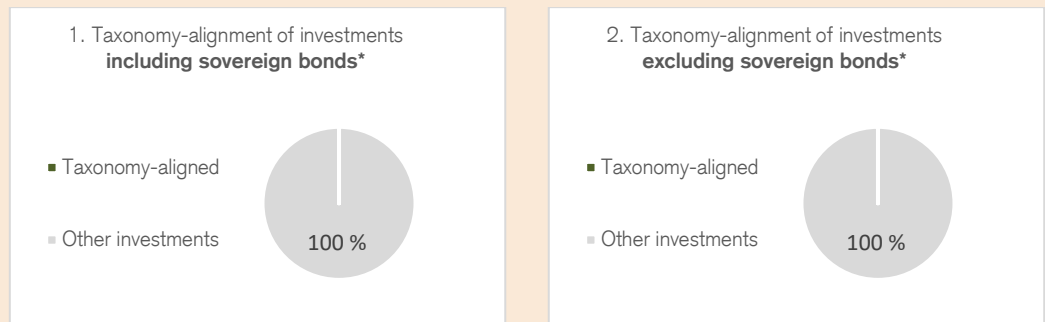 1. Taxonomy-alignment of investments
including sovereign bonds*
Taxonomy-aligned
Other investments
100 %
2. Taxonomy-alignment of investments
excluding sovereign bonds*
Taxonomy-aligned
Other investments
100 %